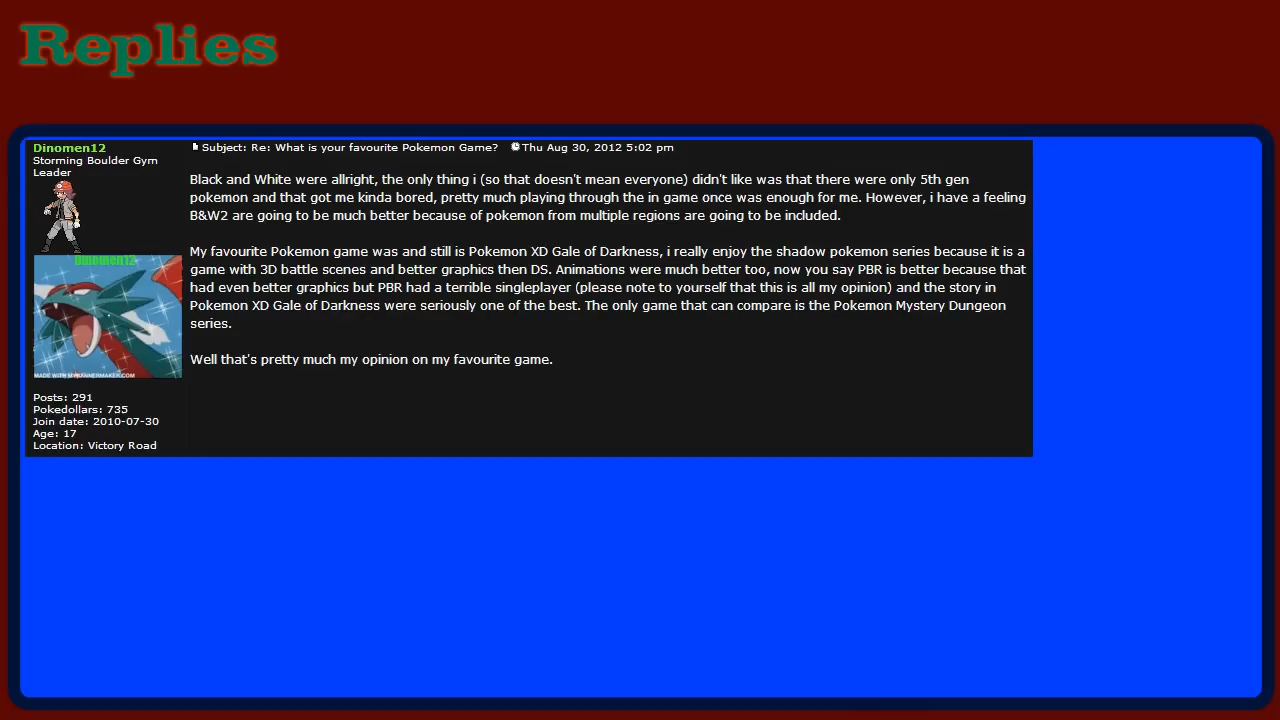 Replies
Dinomen12
Storming Boulder Gym
Leader
Dinomen12
MADE WITH MYBANNERMAKER.COM
Posts: 291
Pokedollars: 735
Join date: 2010-07-30
Age: 17
Location: Victory Road
Subject: Re: What is your favourite Pokemon Game? Thu Aug 30, 2012 5:02 pm
Black and White were allright, the only thing i (so that doesn't mean everyone) didn't like was that there were only 5th gen
pokemon and that got me kinda bored, pretty much playing through the in game once was enough for me. However, i have a feeling
B&W2 are going to be much better because of pokemon from multiple regions are going to be included.
My favourite Pokemon game was and still is Pokemon XD Gale of Darkness, i really enjoy the shadow pokemon series because it is a
game with 3D battle scenes and better graphics then DS. Animations were much better too, now you say PBR is better because that
had even better graphics but PBR had a terrible singleplayer (please note to yourself that this is all my opinion) and the story in
Pokemon XD Gale of Darkness were seriously one of the best. The only game that can compare is the Pokemon Mystery Dungeon
series.
Well that's pretty much my opinion on my favourite game.